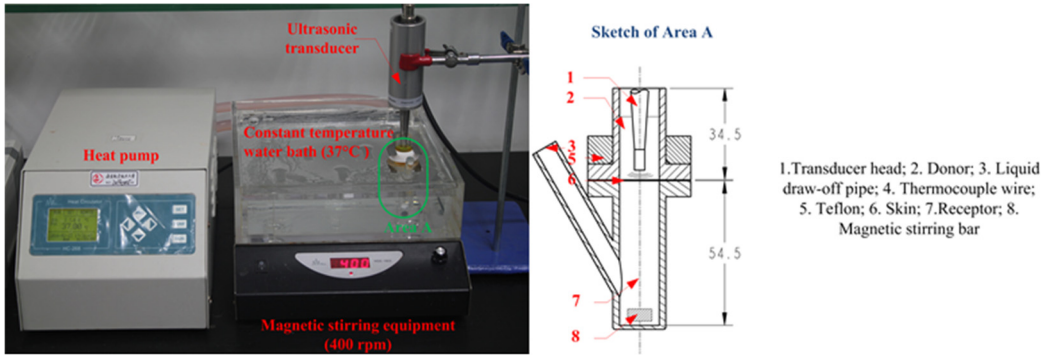 Ultrasonic
transducer
Constant temperature
water bath (37°C)
Heat pump
Area A
400
Magnetic stirring equipment
(400 rpm)
Sketch of Area A
1
2
3
5
6
7
8
34.5
54.5
1.Transducer head; 2. Donor; 3. Liquid
draw-off pipe; 4. Thermocouple wire;
5. Teflon; 6. Skin; 7.Receptor; 8.
Magnetic stirring bar